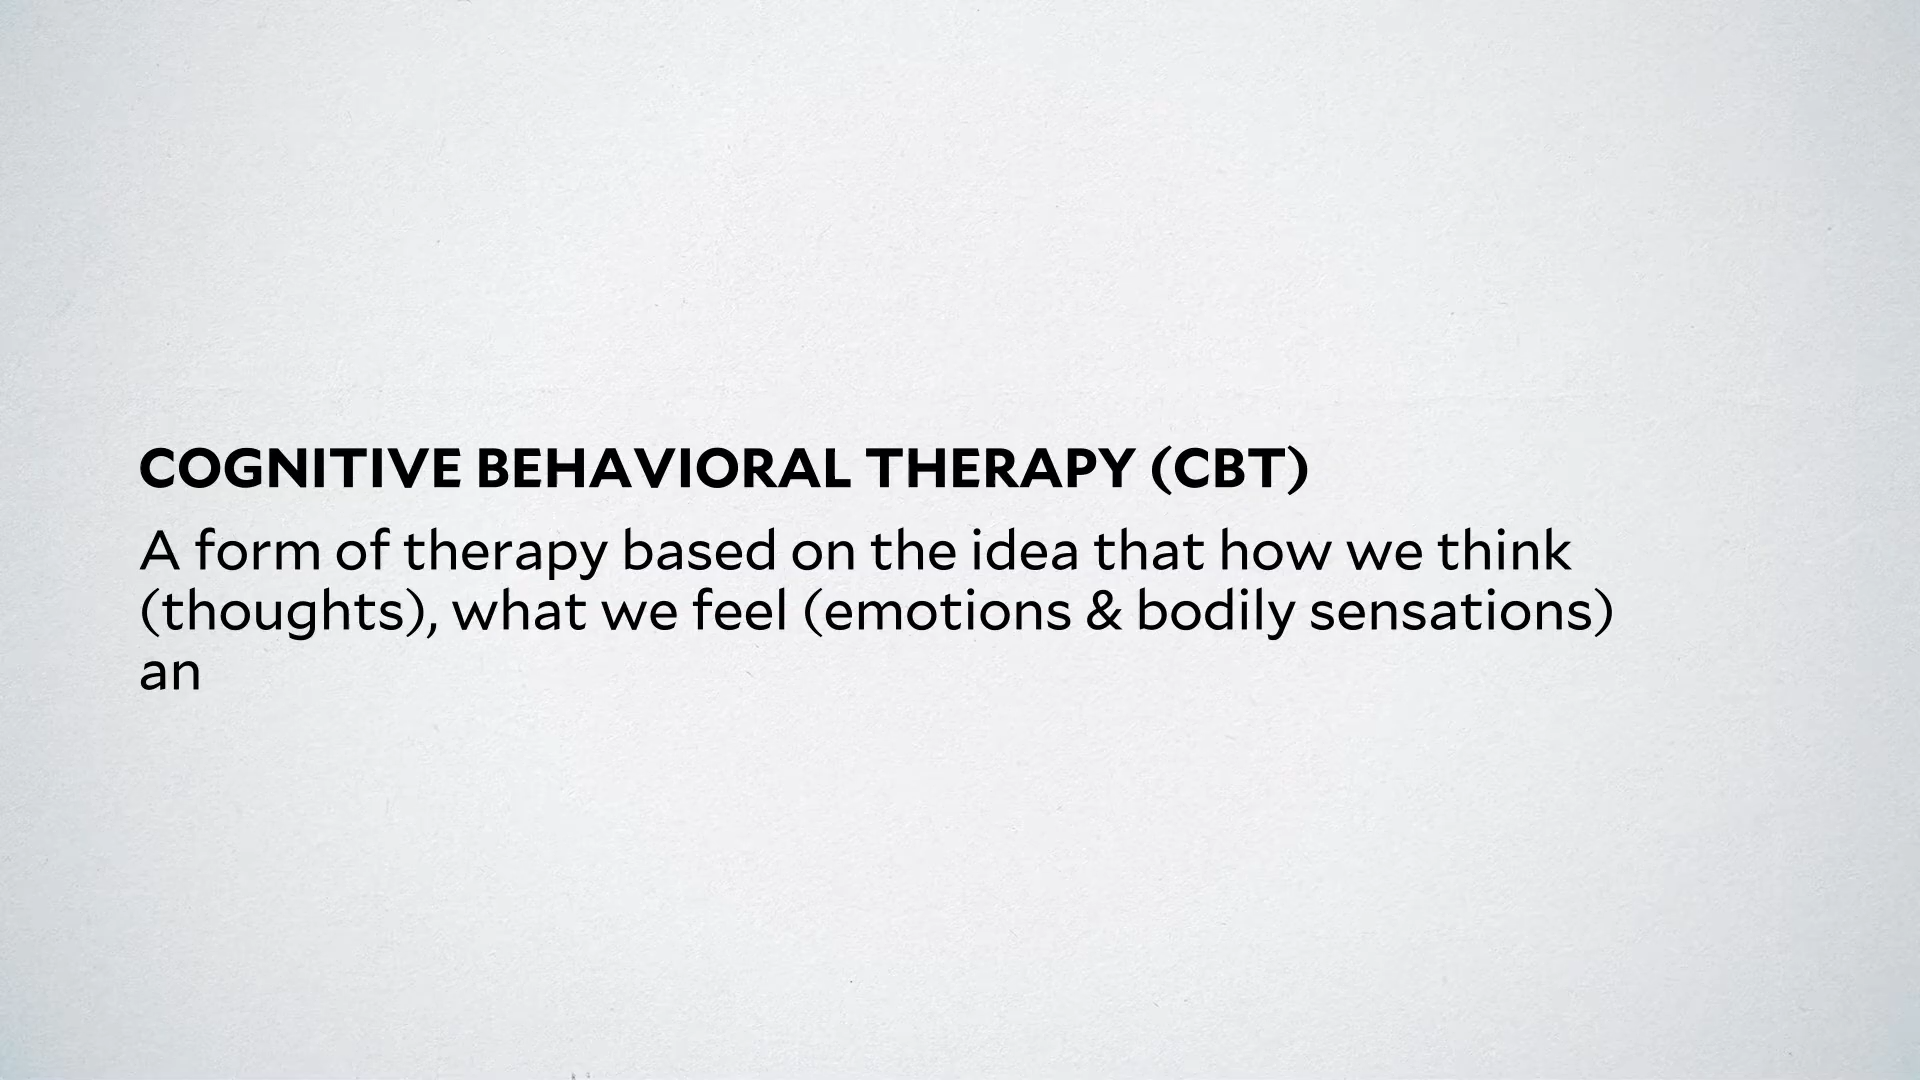 COGNITIVE BEHAVIORAL THERAPY (CBT)
A form of therapy based on the idea that how we think
(thoughts), what we feel (emotions & bodily sensations)
an